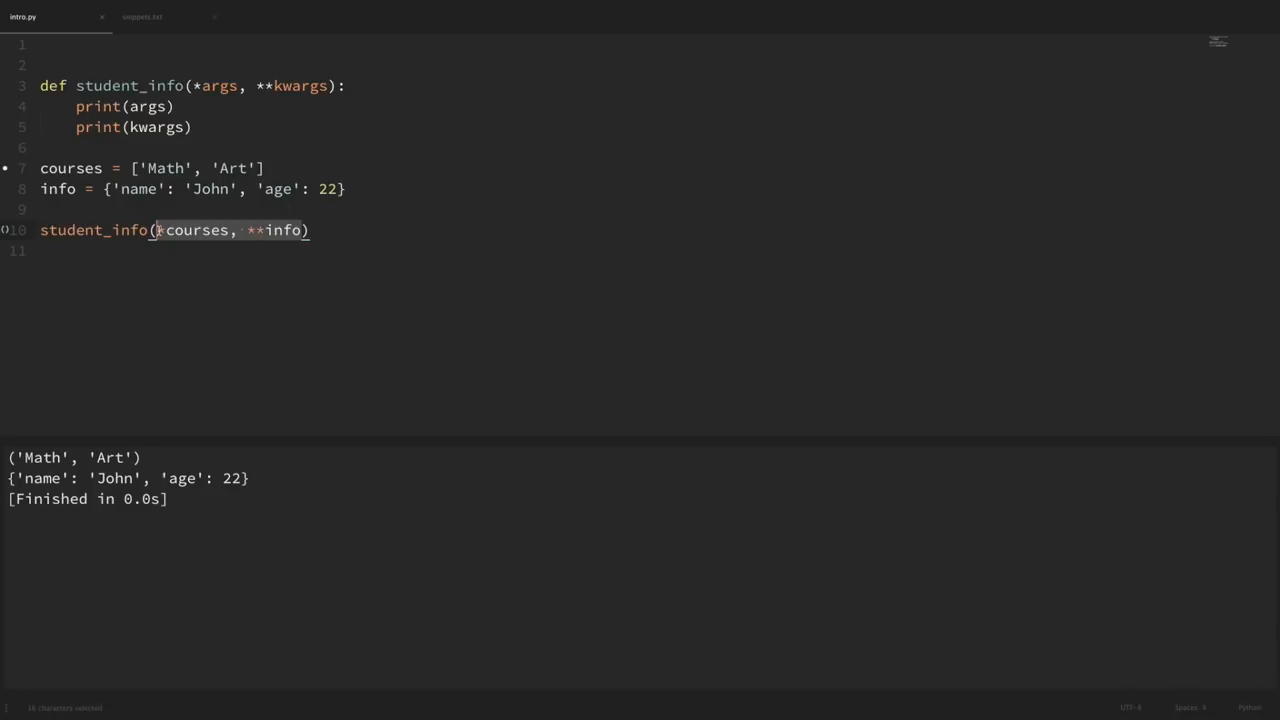 intro.py × snippets.txt ×
1
2
3 def student_info(*args, **kwargs):
4     print(args)
5     print(kwargs)
6
7 courses = ['Math', 'Art']
8 info = {'name': 'John', 'age': 22}
9
10 student_info(*courses, **info)
11
('Math', 'Art')
{'name': 'John', 'age': 22}
[Finished in 0.0s]
16 characters selected UTF-8 Spaces: 4 Python